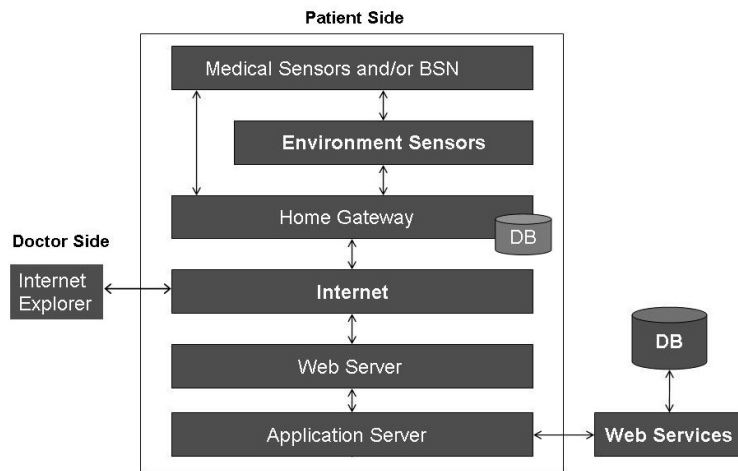 Patient Side
Medical Sensors and/or BSN
Environment Sensors
Home Gateway
DB
Doctor Side
Internet
Explorer
Internet
DB
Web Server
Application Server
Web Services